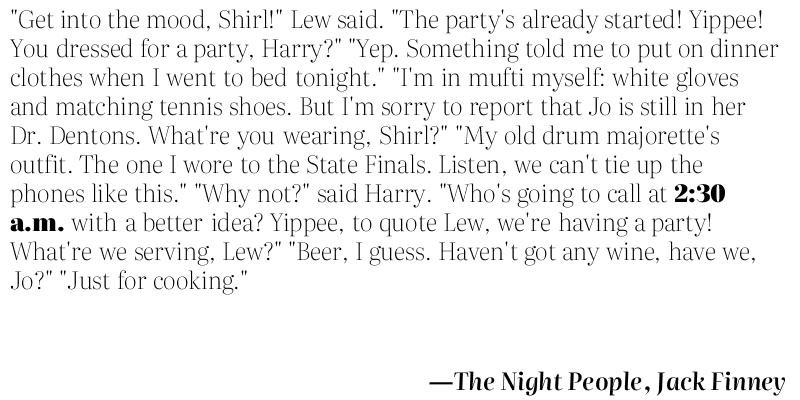 "Get into the mood, Shirl!" Lew said. "The party's already started! Yippee!
You dressed for a party, Harry?" "Yep. Something told me to put on dinner
clothes when I went to bed tonight." "I'm in mufti myself: white gloves
and matching tennis shoes. But I'm sorry to report that Jo is still in her
Dr. Dentons. What're you wearing, Shirl?" "My old drum majorette's
outfit. The one I wore to the State Finals. Listen, we can't tie up the
phones like this." "Why not?" said Harry. "Who's going to call at 2:30
a.m. with a better idea? Yippee, to quote Lew, we're having a party!
What're we serving, Lew?" "Beer, I guess. Haven't got any wine, have we,
Jo?" "Just for cooking."
—The Night People, Jack Finney